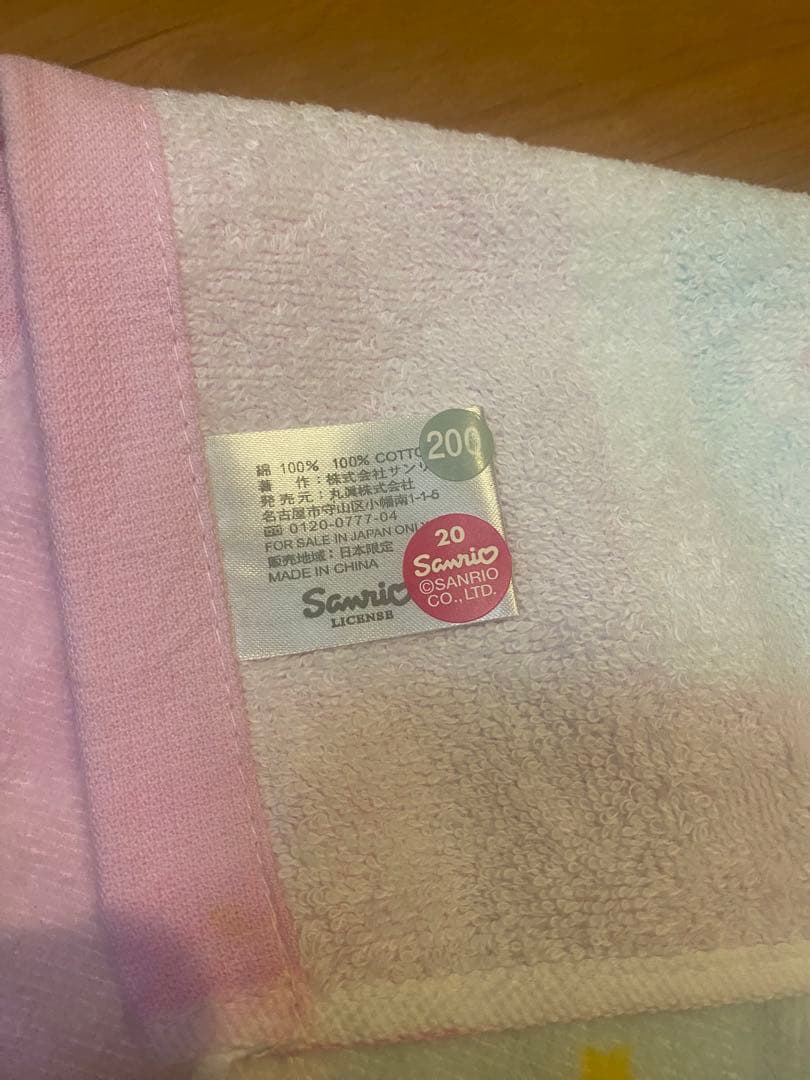 綿 100% 100% COTTO
著 作:株式会社サンリ
発売元:丸眞株式会社
名古屋市守山区小幡南1-1-5
0120-0777-04
FOR SALE IN JAPAN ONLY
販売地域:日本限定
MADE IN CHINA
Sanrio
LICENSE
200
20
Sanrio
©SANRIO
CO.,LTD.